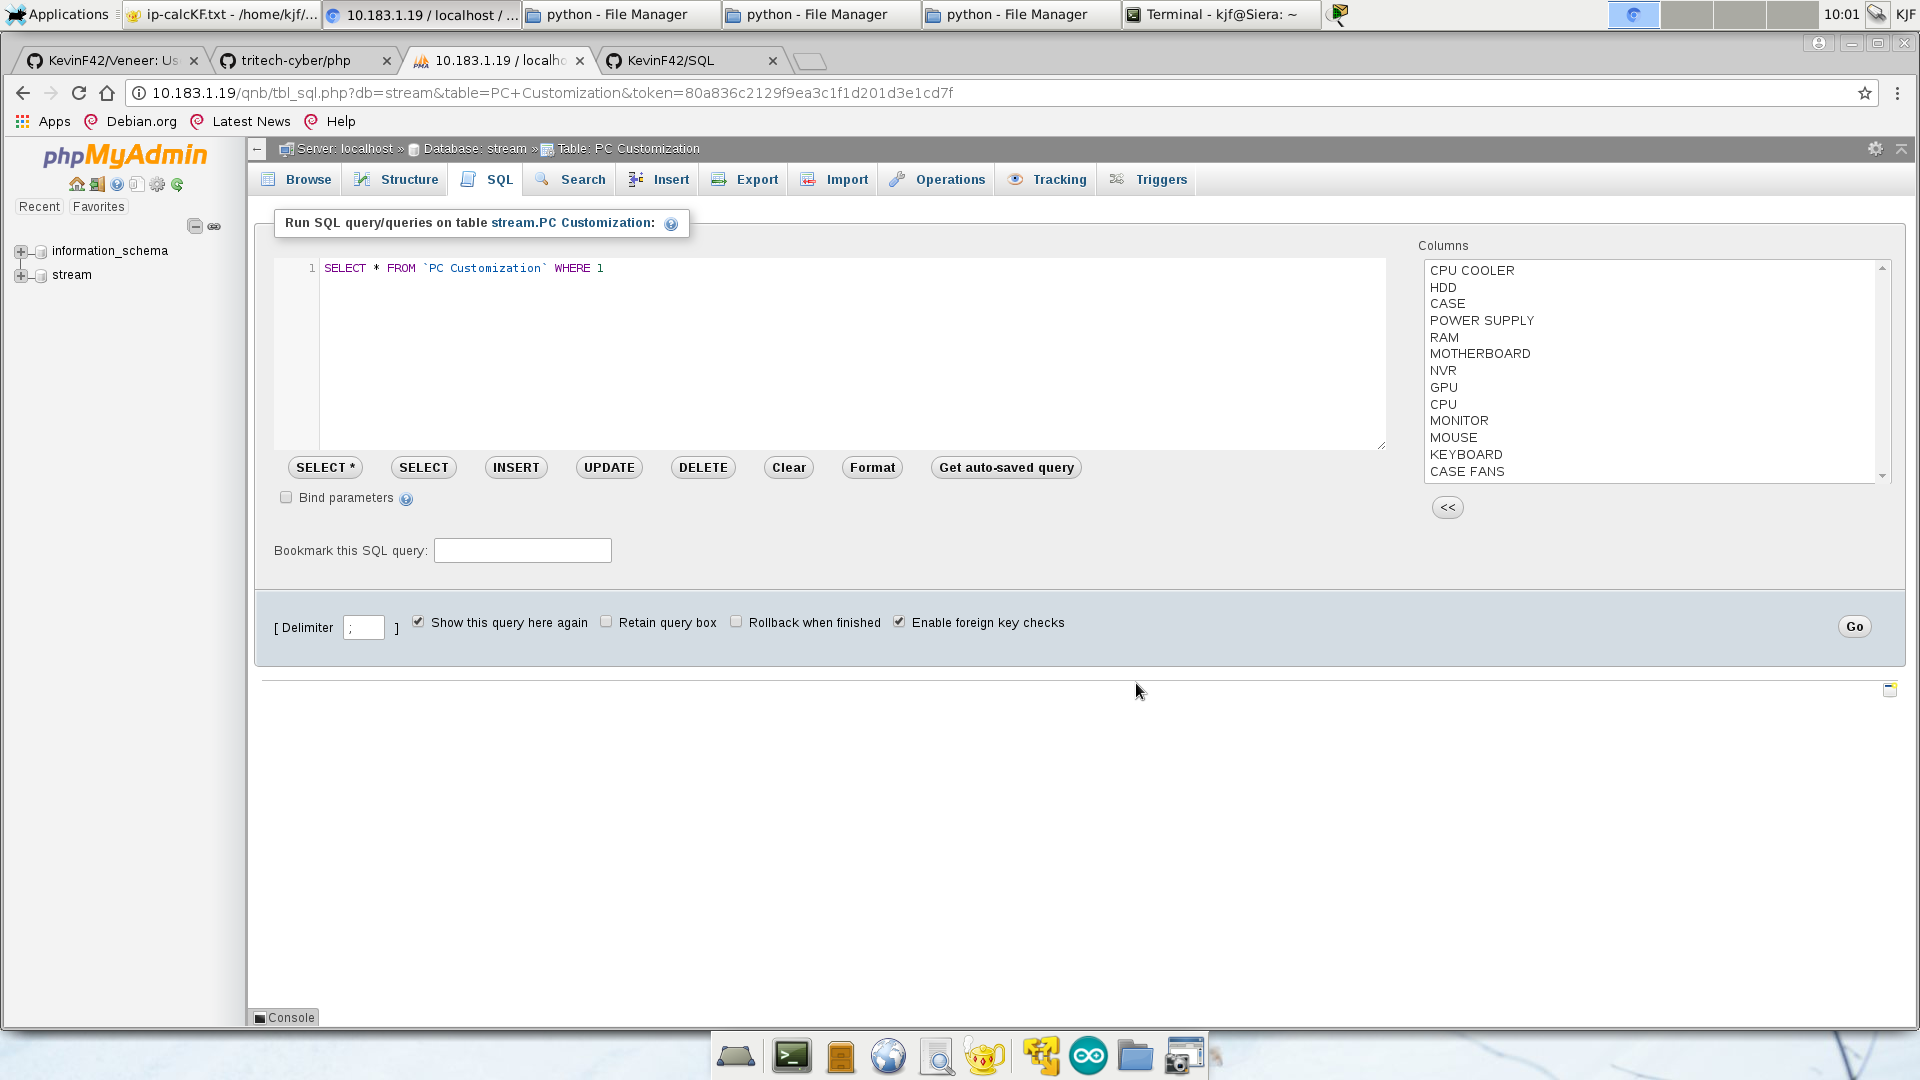 Applications
ip-calcKF.txt - /home/kjf/...
10.183.1.19 / localhost / ...
python - File Manager
python - File Manager
python - File Manager
Terminal - kjf@Siera: ~
10:01
KJF
KevinF42/Veneer: Us
tritech-cyber/php
10.183.1.19 / localho
KevinF42/SQL
10.183.1.19/qnb/tbl_sql.php?db=stream&table=PC+Customization&token=80a836c2129f9ea3c1f1d201d3e1cd7f
Apps
Debian.org
Latest News
Help
phpMyAdmin
Recent
Favorites
information_schema
stream
Server: localhost » Database: stream » Table: PC Customization
Browse
Structure
SQL
Search
Insert
Export
Import
Operations
Tracking
Triggers
Run SQL query/queries on table stream.PC Customization:
1
SELECT * FROM `PC Customization` WHERE 1
Columns
CPU COOLER
HDD
CASE
POWER SUPPLY
RAM
MOTHERBOARD
NVR
GPU
CPU
MONITOR
MOUSE
KEYBOARD
CASE FANS
<<
SELECT *
SELECT
INSERT
UPDATE
DELETE
Clear
Format
Get auto-saved query
Bind parameters
Bookmark this SQL query:
[ Delimiter ; ]
Show this query here again
Retain query box
Rollback when finished
Enable foreign key checks
Go
Console